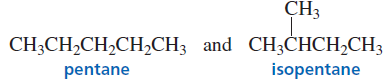 CH₃
CH₃CH₂CH₂CH₂CH₃ and CH₃CHCH₂CH₃
pentane isopentane